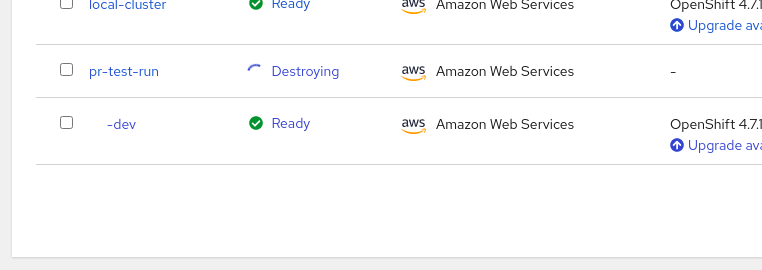 local-cluster Ready aws Amazon Web Services OpenShift 4.7.1
Upgrade ava
pr-test-run Destroying aws Amazon Web Services -
-dev Ready aws Amazon Web Services OpenShift 4.7.1
Upgrade ava